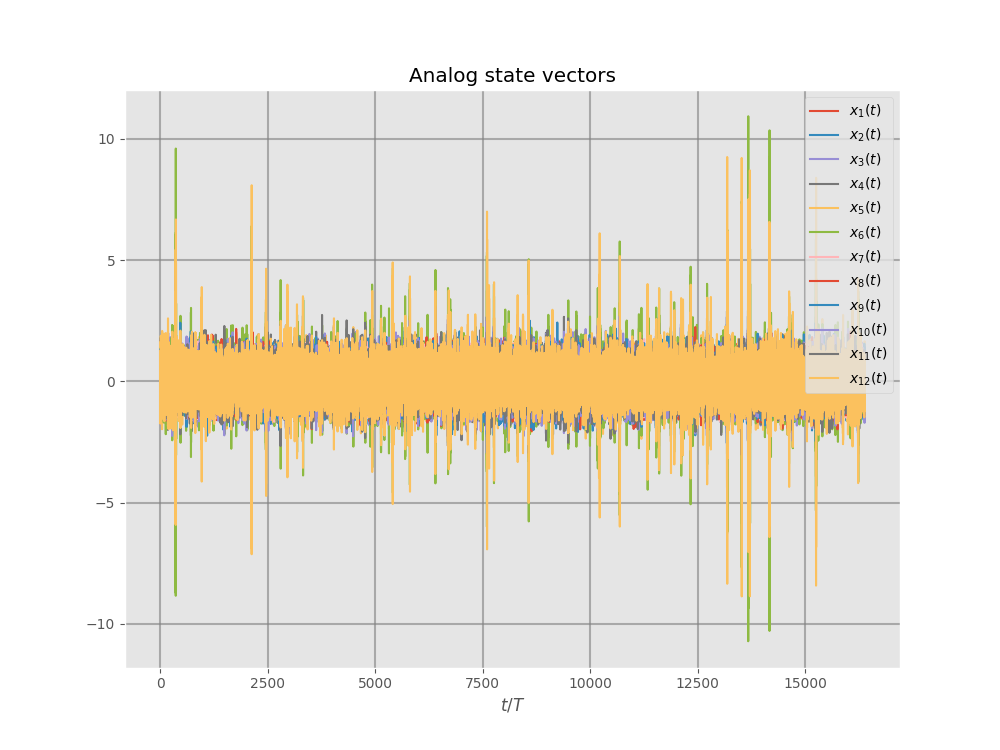 Analog state vectors
10
5
0
−5
−10
0 2500 5000 7500 10000 12500 15000
t/T
x₁(t)
x₂(t)
x₃(t)
x₄(t)
x₅(t)
x₆(t)
x₇(t)
x₈(t)
x₉(t)
x₁₀(t)
x₁₁(t)
x₁₂(t)